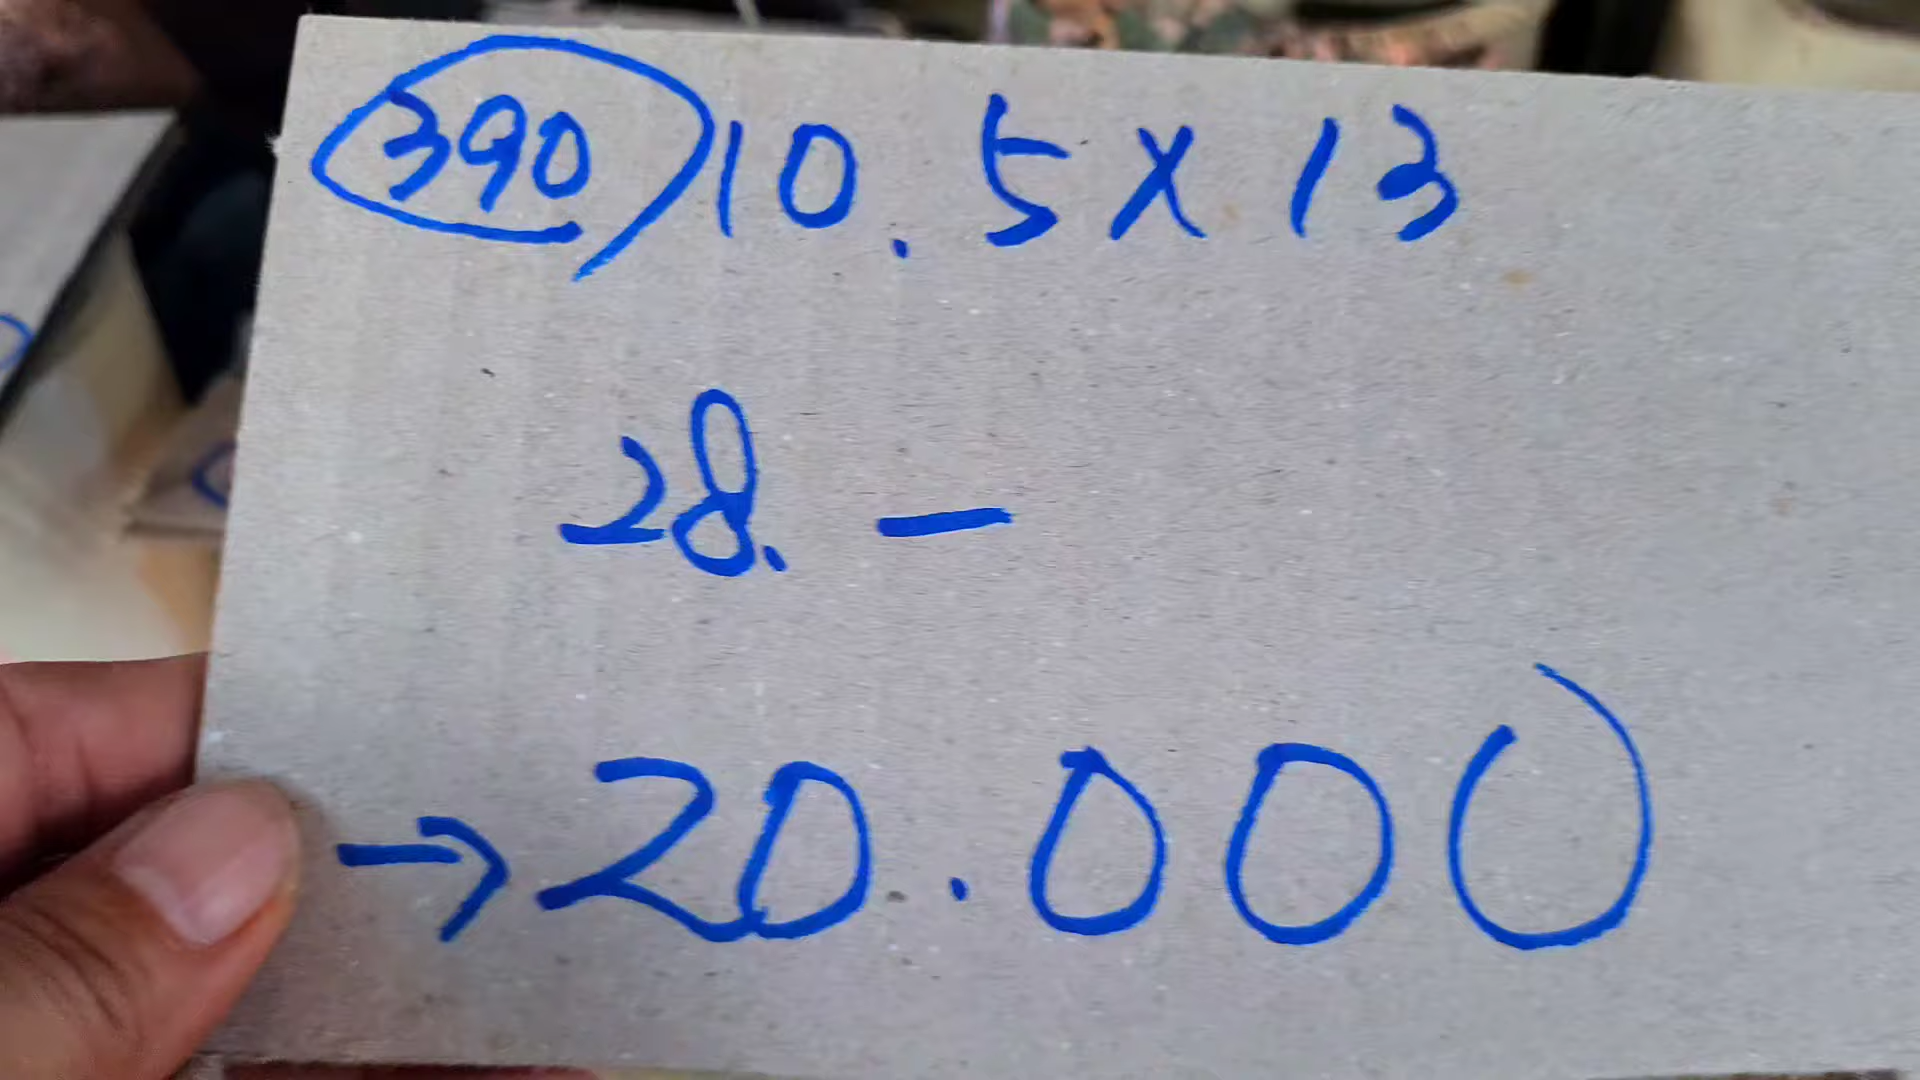 390 10.5 x 13
28. —
→ 20.000